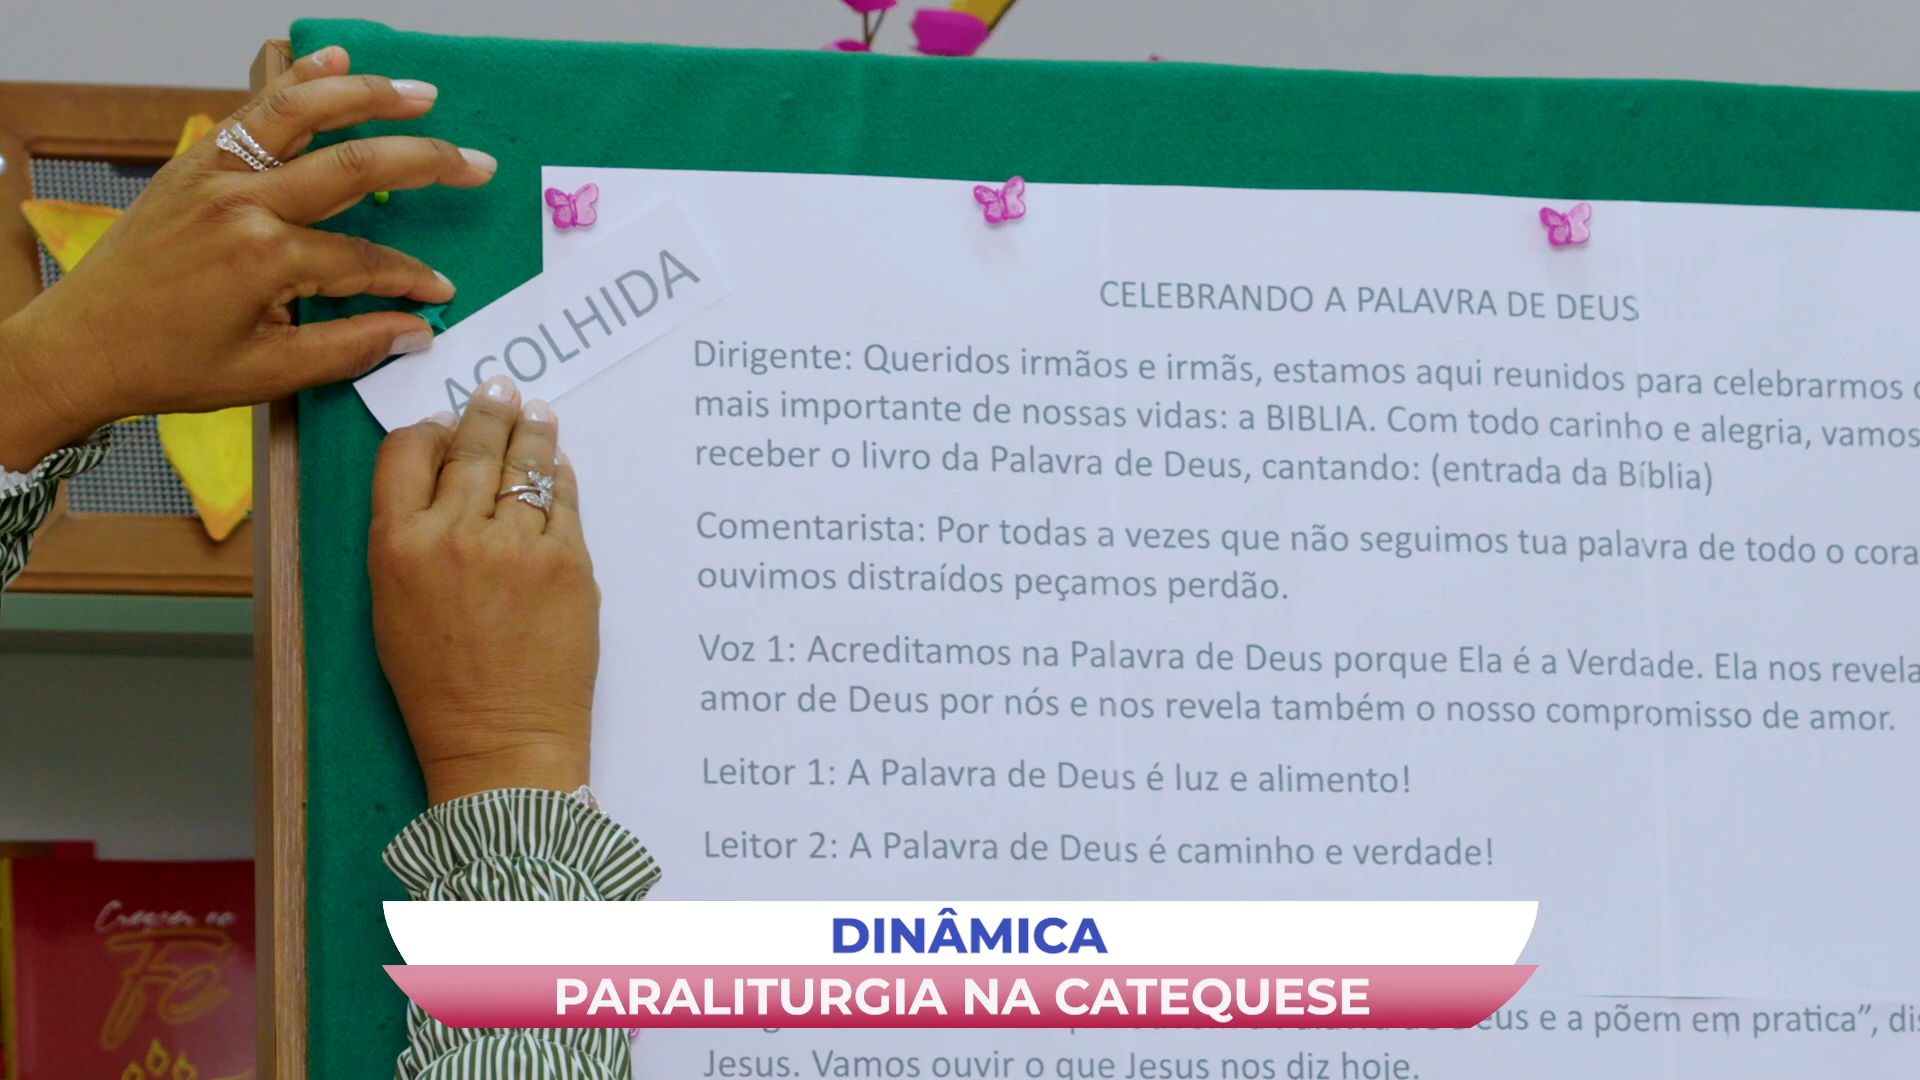 ACOLHIDA
CELEBRANDO A PALAVRA DE DEUS
Dirigente: Queridos irmãos e irmãs, estamos aqui reunidos para celebrarmos
mais importante de nossas vidas: a BIBLIA. Com todo carinho e alegria, vamos
receber o livro da Palavra de Deus, cantando: (entrada da Bíblia)
Comentarista: Por todas a vezes que não seguimos tua palavra de todo o cora
ouvimos distraídos peçamos perdão.
Voz 1: Acreditamos na Palavra de Deus porque Ela é a Verdade. Ela nos revela
amor de Deus por nós e nos revela também o nosso compromisso de amor.
Leitor 1: A Palavra de Deus é luz e alimento!
Leitor 2: A Palavra de Deus é caminho e verdade!
DINÂMICA
PARALITURGIA NA CATEQUESE
Deus e a põem em pratica”, di
Jesus. Vamos ouvir o que Jesus nos diz hoje.
Crescer na
Fé